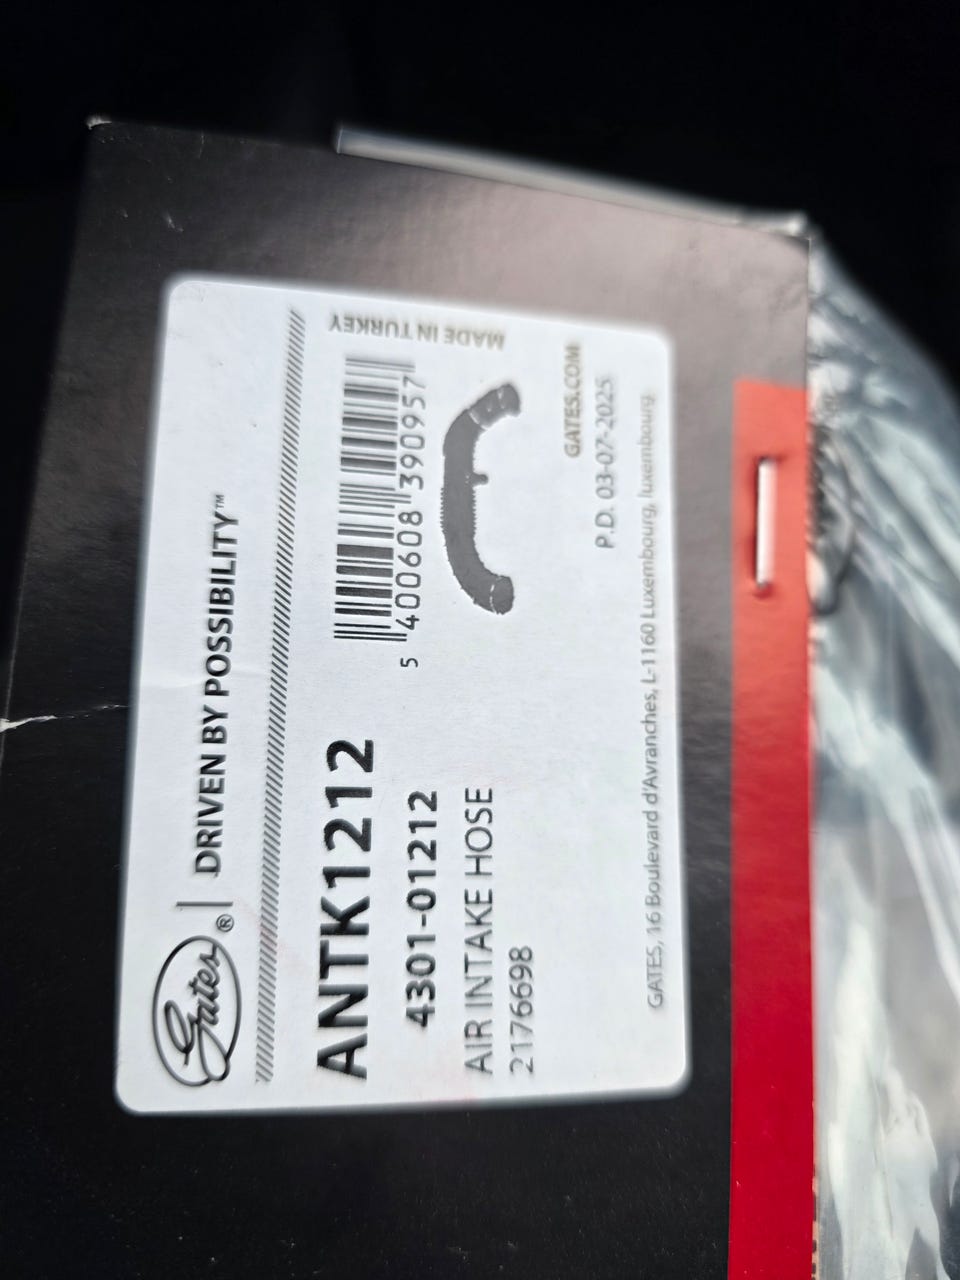 Gates® | DRIVEN BY POSSIBILITY™
ANTK1212
4301-01212
AIR INTAKE HOSE
2176698
5 400608 390957
MADE IN TURKEY
GATES.COM
P.D. 03-07-2025
GATES, 16 Boulevard d'Avranches, L-1160 Luxembourg, luxembourg.